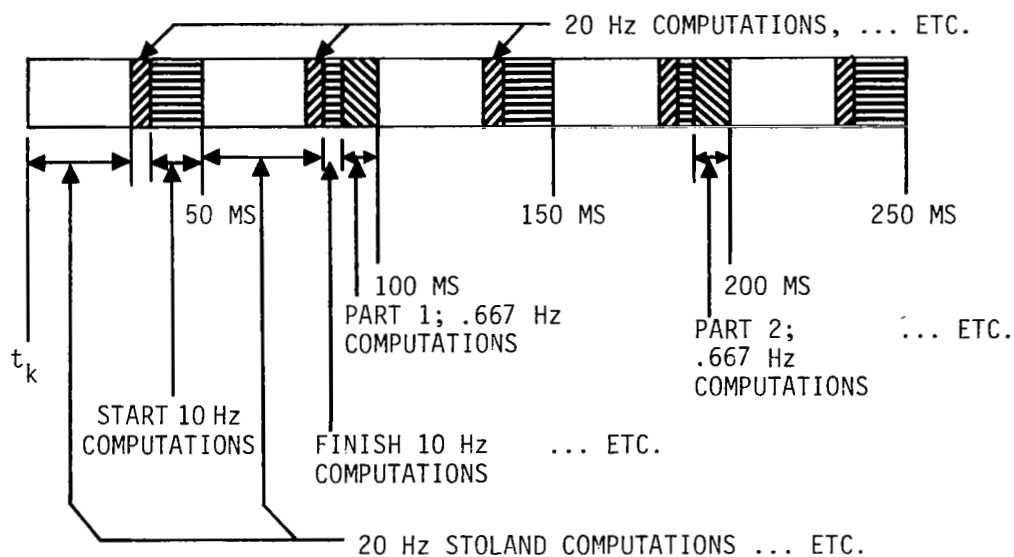 20 Hz COMPUTATIONS, ... ETC.
50 MS
150 MS
250 MS
100 MS
PART 1; .667 Hz
COMPUTATIONS
200 MS
PART 2;
.667 Hz
COMPUTATIONS
... ETC.
t_k
START 10 Hz
COMPUTATIONS
FINISH 10 Hz
COMPUTATIONS
... ETC.
20 Hz STOLAND COMPUTATIONS ... ETC.